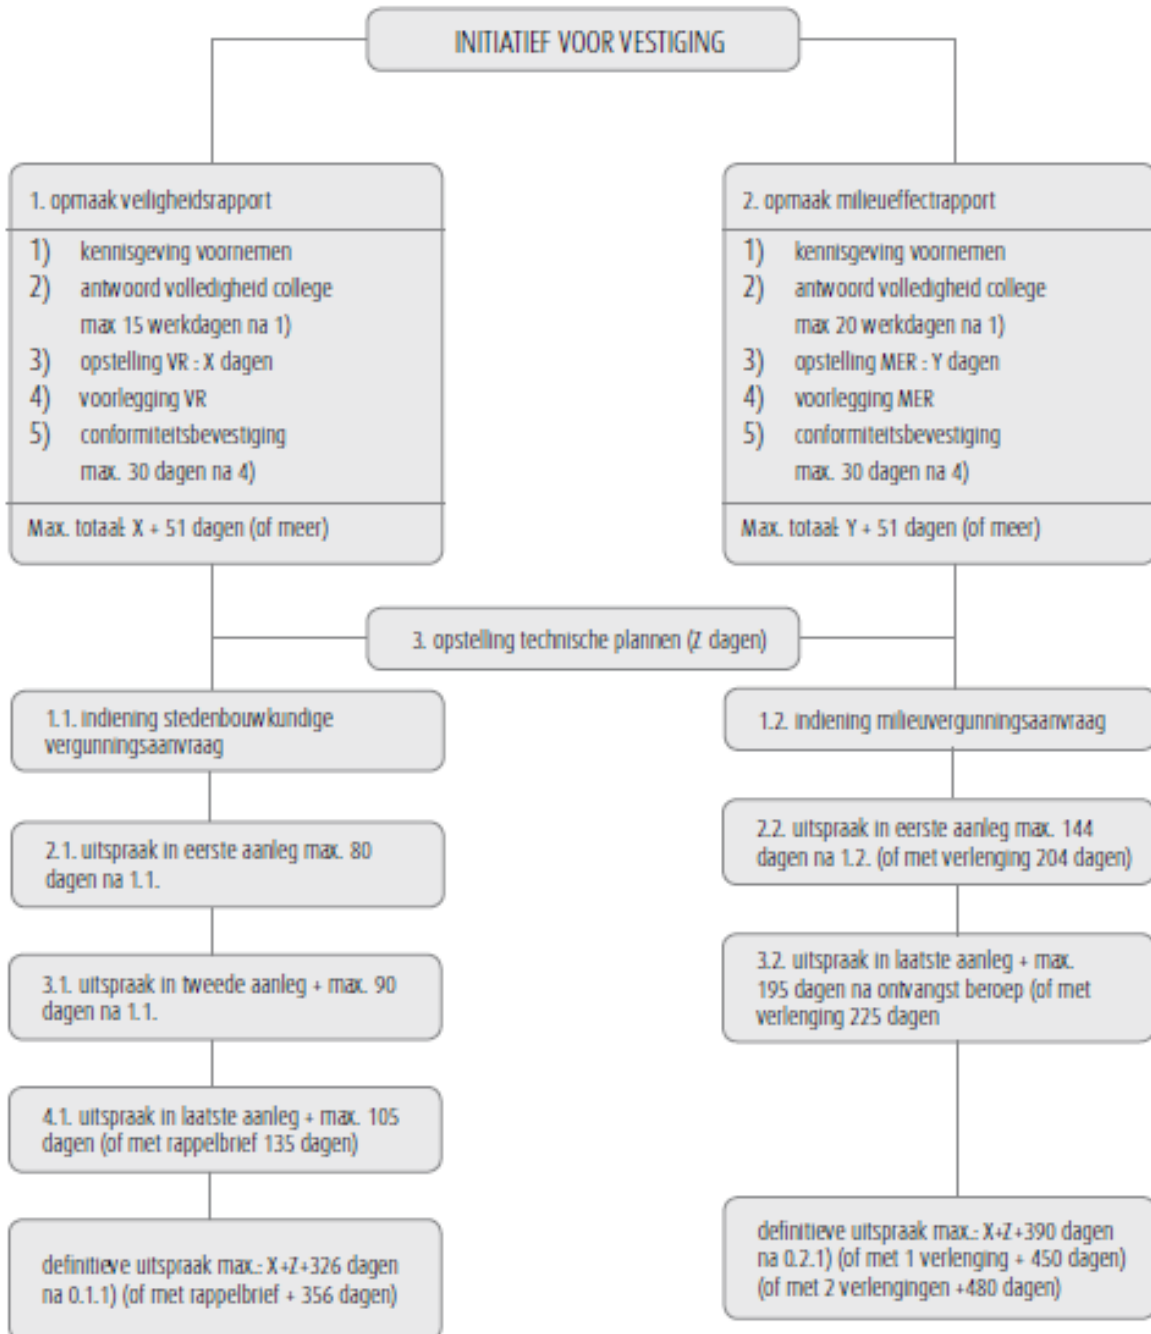 INITIATIEF VOOR VESTIGING
1. opmaak veiligheidsrapport
1) kennisgeving voornemen
2) antwoord volledigheid college
max 15 werkdagen na 1)
3) opstelling VR : X dagen
4) voorlegging VR
5) conformiteitsbevestiging
max. 30 dagen na 4)
Max. totaal: X + 51 dagen (of meer)
2. opmaak milieueffectrapport
1) kennisgeving voornemen
2) antwoord volledigheid college
max 20 werkdagen na 1)
3) opstelling MER : Y dagen
4) voorlegging MER
5) conformiteitsbevestiging
max. 30 dagen na 4)
Max. totaal: Y + 51 dagen (of meer)
3. opstelling technische plannen (Z dagen)
1.1. indiening stedenbouwkundige
vergunningsaanvraag
2.1. uitspraak in eerste aanleg max. 80
dagen na 1.1.
3.1. uitspraak in tweede aanleg + max. 90
dagen na 1.1.
4.1. uitspraak in laatste aanleg + max. 105
dagen (of met rappelbrief 135 dagen)
definitieve uitspraak max.: X+Z+326 dagen
na 0.1.1) (of met rappelbrief + 356 dagen)
1.2. indiening milieuvergunningsaanvraag
2.2. uitspraak in eerste aanleg max. 144
dagen na 1.2. (of met verlenging 204 dagen)
3.2. uitspraak in laatste aanleg + max.
195 dagen na ontvangst beroep (of met
verlenging 225 dagen
definitieve uitspraak max.: X+Z+390 dagen
na 0.2.1) (of met 1 verlenging + 450 dagen)
(of met 2 verlengingen +480 dagen)